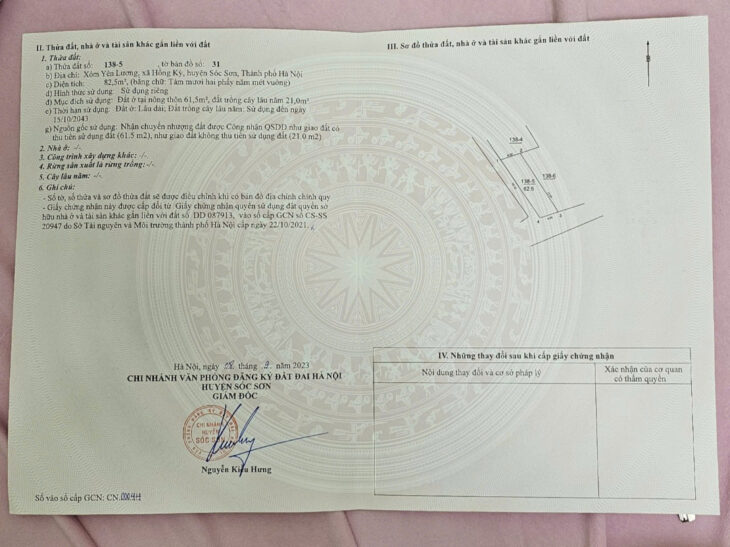 II. Thửa đất, nhà ở và tài sản khác gắn liền với đất
1. Thửa đất:
a) Thửa đất số: 138-5 , tờ bản đồ số: 31
b) Địa chỉ: Xóm Yên Lương, xã Hồng Kỳ, huyện Sóc Sơn, Thành phố Hà Nội
c) Diện tích: 82,5m², (bằng chữ: Tám mươi hai phẩy năm mét vuông)
d) Hình thức sử dụng: Sử dụng riêng
đ) Mục đích sử dụng: Đất ở tại nông thôn 61,5m², đất trồng cây lâu năm 21,0m²
e) Thời hạn sử dụng: Đất ở: Lâu dài; Đất trồng cây lâu năm: Sử dụng đến ngày
15/10/2043
g) Nguồn gốc sử dụng: Nhận chuyển nhượng đất được Công nhận QSDĐ như giao đất có
thu tiền sử dụng đất (61.5 m2), như giao đất không thu tiền sử dụng đất (21.0 m2)
2. Nhà ở: -/-
3. Công trình xây dựng khác: -/-
4. Rừng sản xuất là rừng trồng: -/-
5. Cây lâu năm: -/-
6. Ghi chú:
- Số tờ, số thửa và sơ đồ thửa đất sẽ được điều chỉnh khi có bản đồ địa chính chính quy
- Giấy chứng nhận này được cấp đổi từ Giấy chứng nhận quyền sử dụng đất quyền sở
hữu nhà ở và tài sản khác gắn liền với đất số DD 087913, vào sổ cấp GCN số CS-SS
20947 do Sở Tài nguyên và Môi trường thành phố Hà Nội cấp ngày 22/10/2021.
Hà Nội, ngày 28 tháng năm 2023
CHI NHÁNH VĂN PHÒNG ĐĂNG KÝ ĐẤT ĐAI HÀ NỘI
HUYỆN SÓC SƠN
GIÁM ĐỐC
CHI NHÁNH
HUYỆN
SÓC SƠN
Nguyễn Kiều Hưng
Số vào sổ cấp GCN: CN.
III. Sơ đồ thửa đất, nhà ở và tài sản khác gắn liền với đất
138-4
138-5
82.5
138-6
IV. Những thay đổi sau khi cấp giấy chứng nhận
Nội dung thay đổi và cơ sở pháp lý
Xác nhận của cơ quan
có thẩm quyền